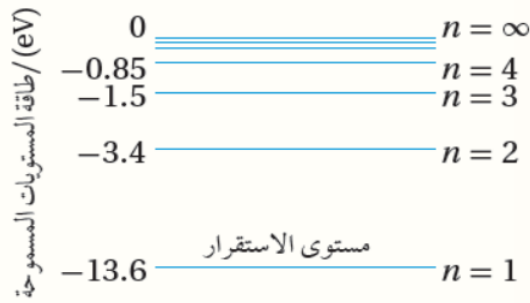 طاقة المستويات المسموحة/(eV)
0 n = ∞
−0.85 n = 4
−1.5 n = 3
−3.4 n = 2
مستوى الاستقرار
−13.6 n = 1